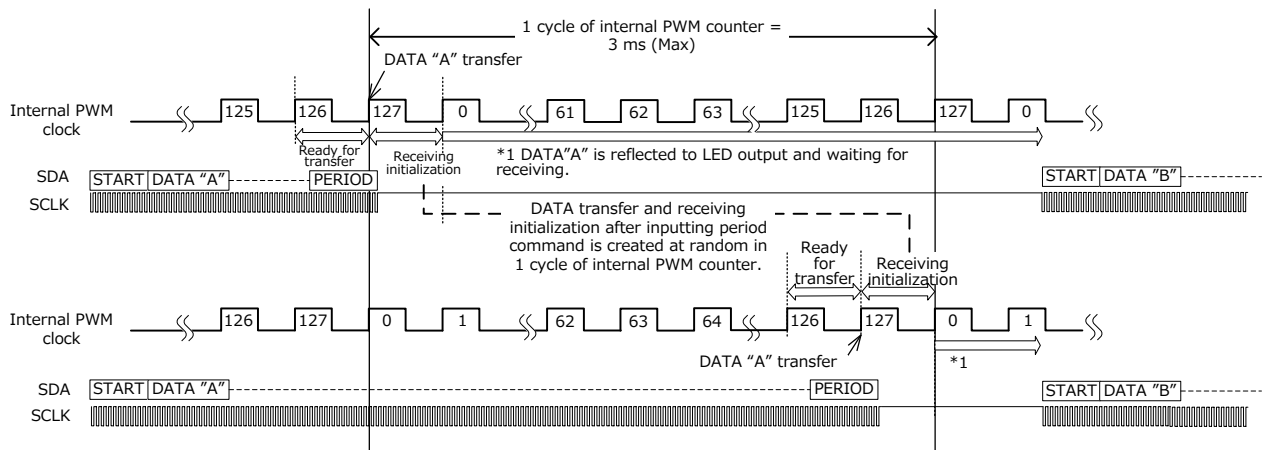 1 cycle of internal PWM counter =
3 ms (Max)
DATA “A” transfer
Internal PWM
clock
125 126 127 0 61 62 63 125 126 127 0
Ready for
transfer
Receiving
initialization
*1 DATA"A" is reflected to LED output and waiting for
receiving.
SDA
START DATA “A” PERIOD START DATA "B"
SCLK
DATA transfer and receiving
initialization after inputting period
command is created at random in
1 cycle of internal PWM counter.
Ready
for
transfer
Receiving
initialization
Internal PWM
clock
126 127 0 1 62 63 64 126 127 0 1
DATA “A” transfer
*1
SDA
START DATA "A" PERIOD START DATA "B"
SCLK